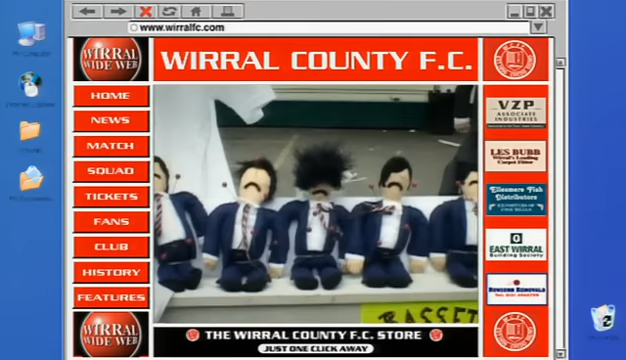 www.wirralfc.com
WIRRAL
WIDE WEB
WIRRAL COUNTY F.C.
HOME
NEWS
MATCH
SQUAD
TICKETS
FANS
CLUB
HISTORY
FEATURES
VZP
ASSOCIATE
INDUSTRIES
LES BUBB
Wirral's Leading
Carpet Fitter
Ellesmere Fish
Distributors
EAST WIRRAL
Building Society
BASSET
WIRRAL
WIDE WEB
THE WIRRAL COUNTY F.C. STORE
JUST ONE CLICK AWAY